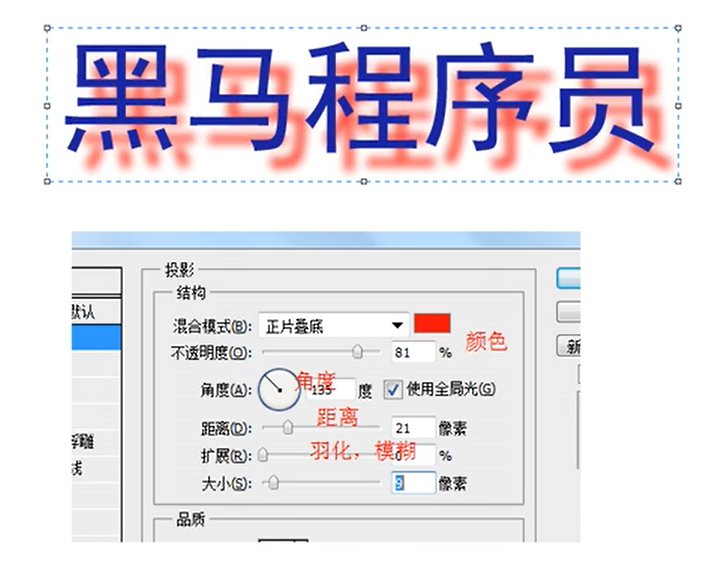 黑马程序员
投影
结构
默认
混合模式(B): 正片叠底
颜色
不透明度(O): 81 %
新
角度(A): 135 度 使用全局光(G)
角度
距离(D): 21 像素
距离
浮雕
扩展(R): 0 %
羽化，模糊
大小(S): 9 像素
品质